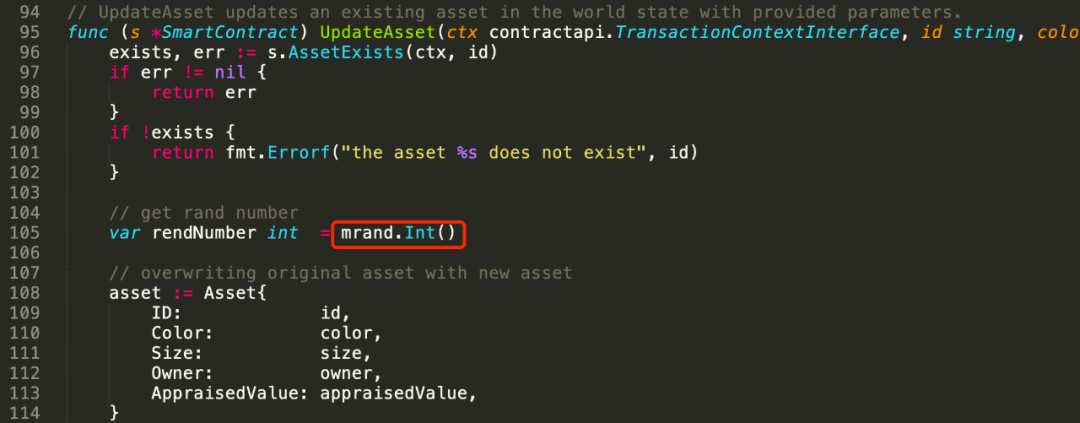 94 // UpdateAsset updates an existing asset in the world state with provided parameters.
95 func (s *SmartContract) UpdateAsset(ctx contractapi.TransactionContextInterface, id string, colo
96     exists, err := s.AssetExists(ctx, id)
97     if err != nil {
98         return err
99     }
100     if !exists {
101         return fmt.Errorf("the asset %s does not exist", id)
102     }
103
104     // get rand number
105     var rendNumber int  = mrand.Int()
106
107     // overwriting original asset with new asset
108     asset := Asset{
109         ID:             id,
110         Color:          color,
111         Size:           size,
112         Owner:          owner,
113         AppraisedValue: appraisedValue,
114     }